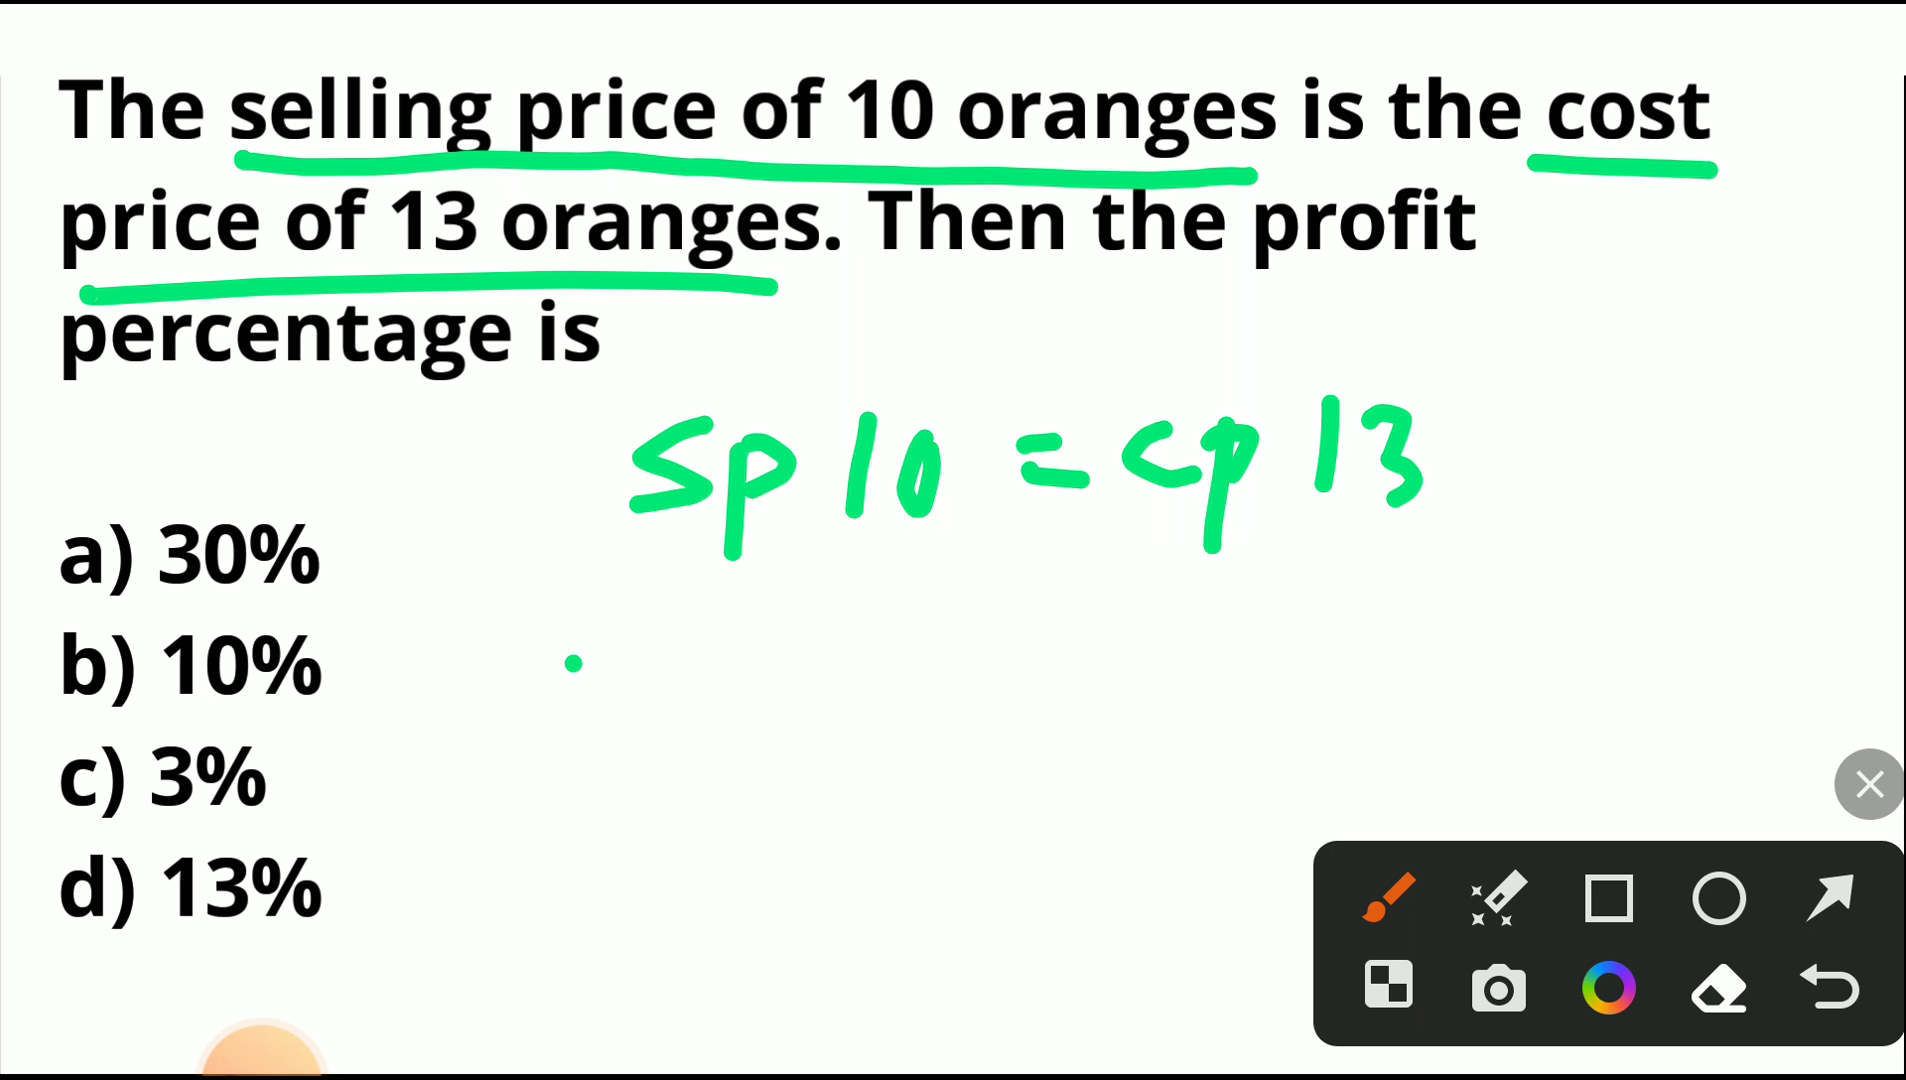 The selling price of 10 oranges is the cost
price of 13 oranges. Then the profit
percentage is
sp 10 = cp 13
a) 30%
b) 10%
c) 3%
d) 13%